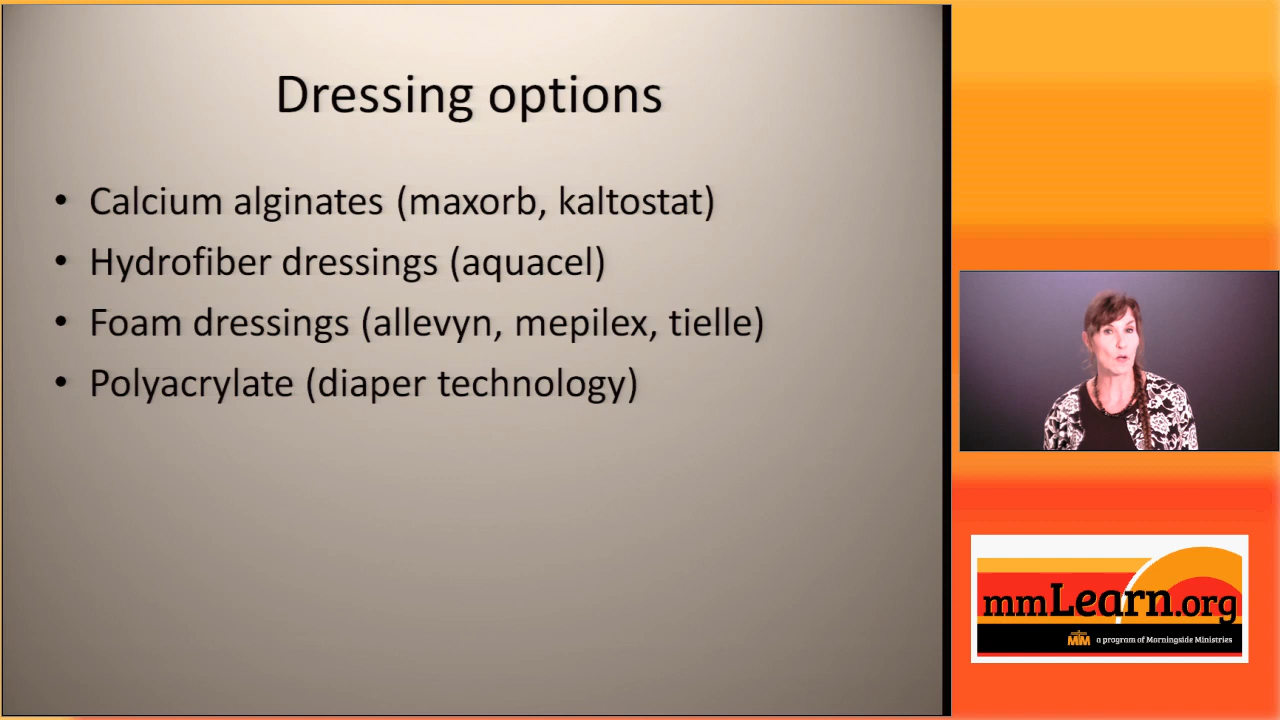 Dressing options
• Calcium alginates (maxorb, kaltostat)
• Hydrofiber dressings (aquacel)
• Foam dressings (allevyn, mepilex, tielle)
• Polyacrylate (diaper technology)
mmLearn.org
MM a program of Morningside Ministries